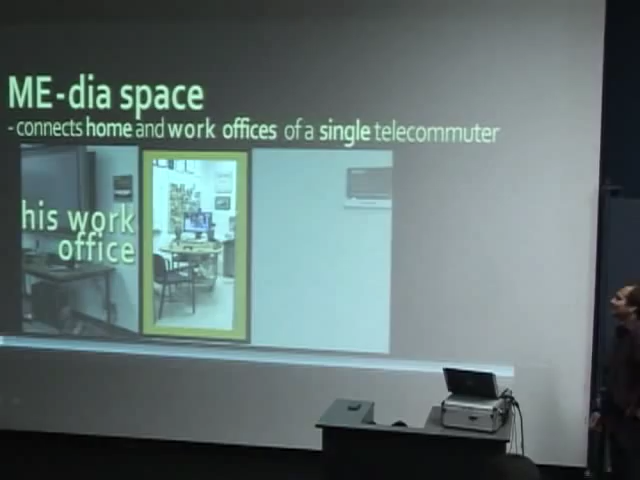 ME-dia space
- connects home and work offices of a single telecommuter
his work
office